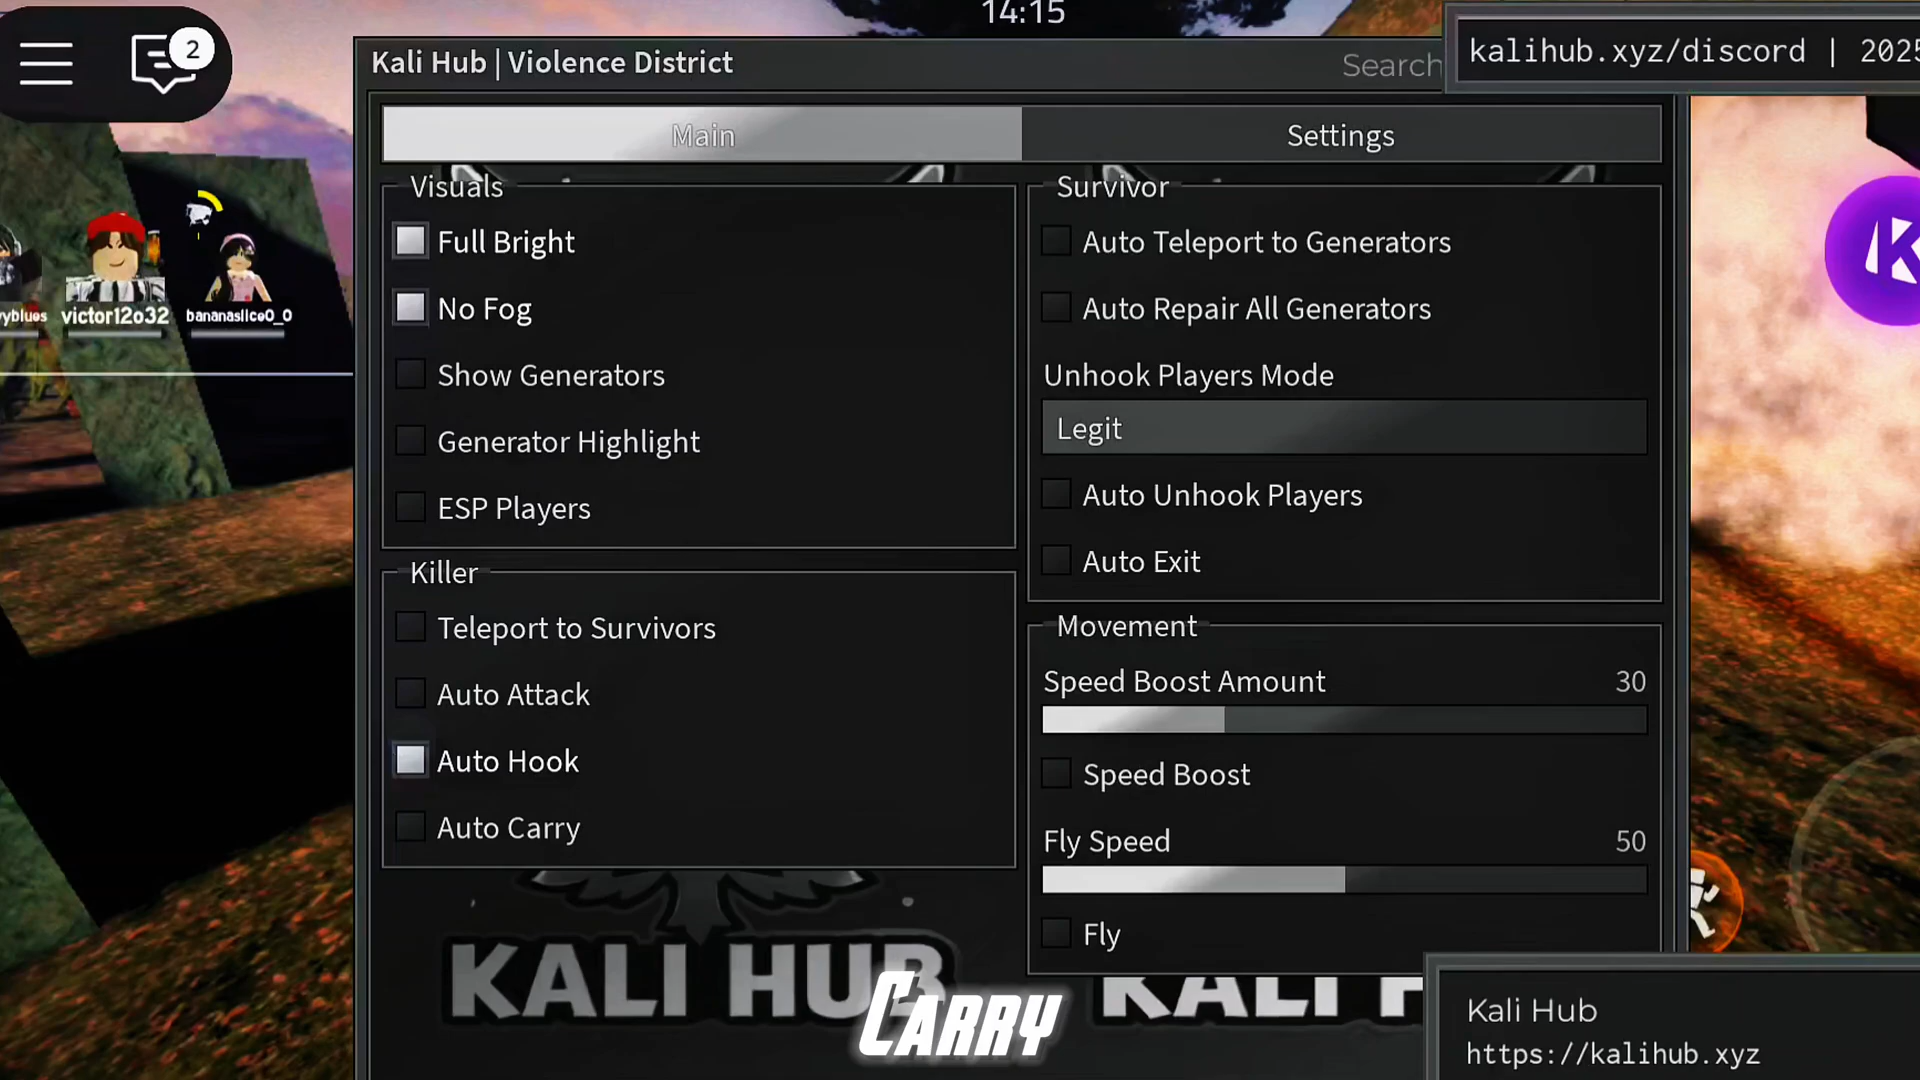 14:15
2
Kali Hub | Violence District
Search
kalihub.xyz/discord | 2025
Main
Settings
Visuals
Full Bright
No Fog
Show Generators
Generator Highlight
ESP Players
Killer
Teleport to Survivors
Auto Attack
Auto Hook
Auto Carry
Survivor
Auto Teleport to Generators
Auto Repair All Generators
Unhook Players Mode
Legit
Auto Unhook Players
Auto Exit
Movement
Speed Boost Amount 30
Speed Boost
Fly Speed 50
Fly
victor12o32
bananaslice0_0
K
KALI HUB
KALI
CARRY
Kali Hub
https://kalihub.xyz